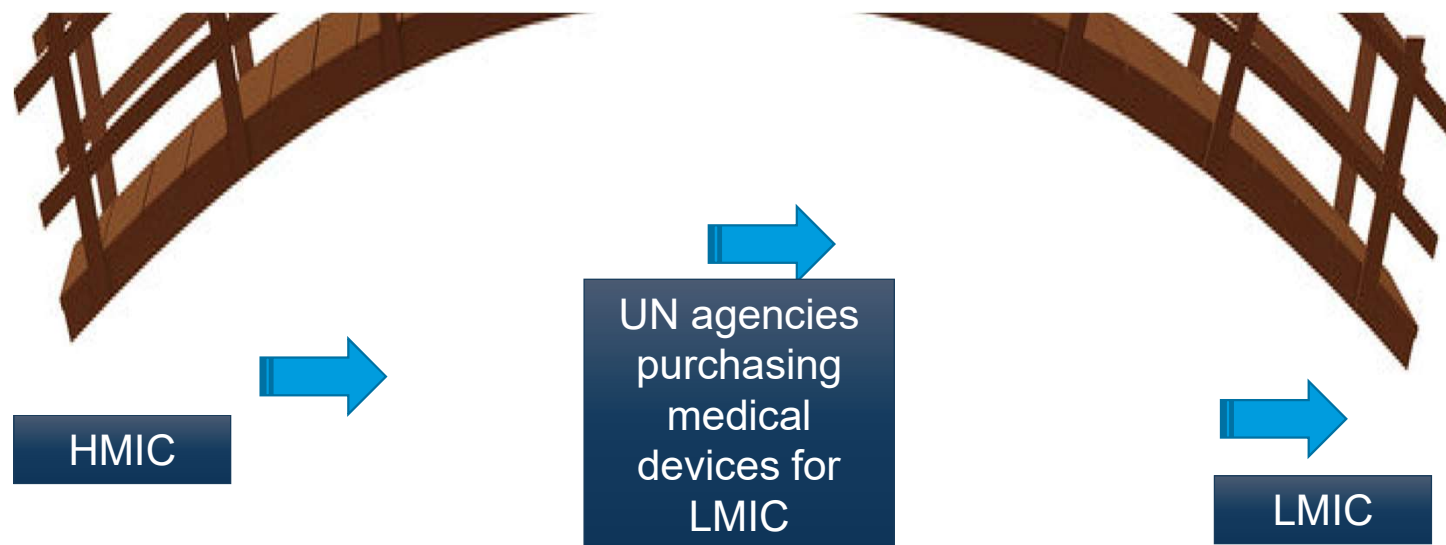 HMIC
UN agencies
purchasing
medical
devices for
LMIC
LMIC